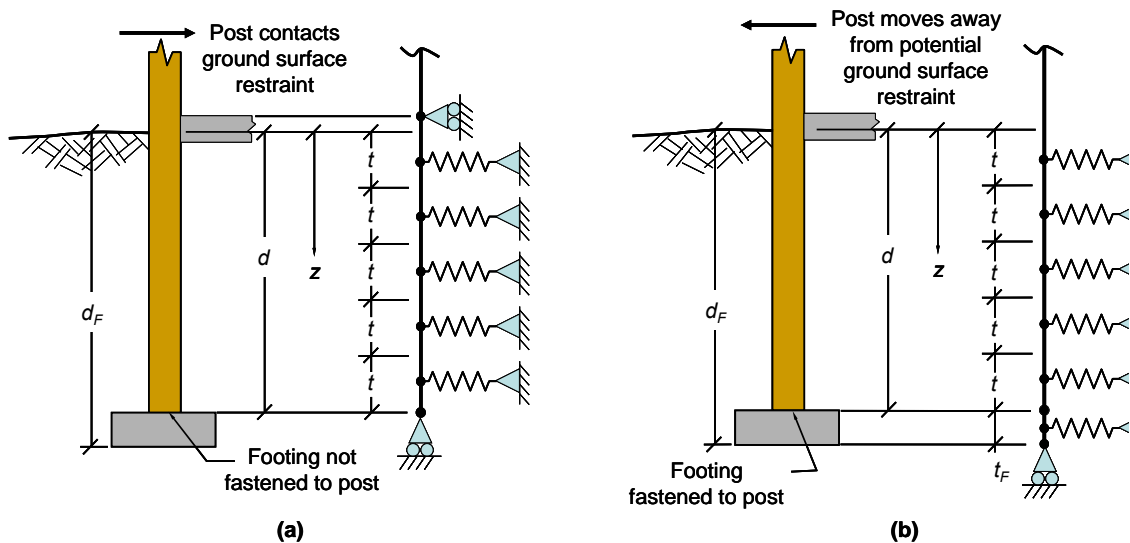 Post contacts
ground surface
restraint
t
t
t
t
t
d
z
d_F
Footing not
fastened to post
(a)
Post moves away
from potential
ground surface
restraint
t
t
t
t
t
d
z
d_F
t_F
Footing
fastened to post
(b)